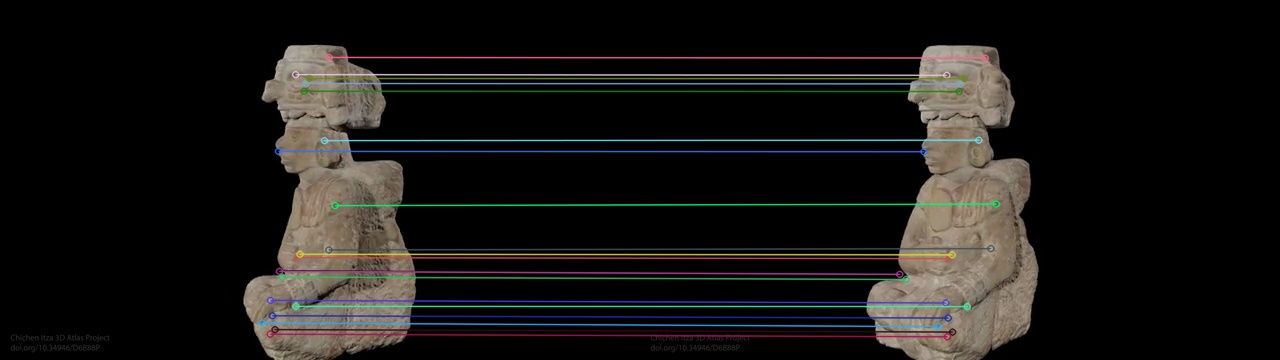 Chichen Itza 3D Atlas Project
doi.org/10.34946/D6B88P
Chichen Itza 3D Atlas Project
doi.org/10.34946/D6B88P